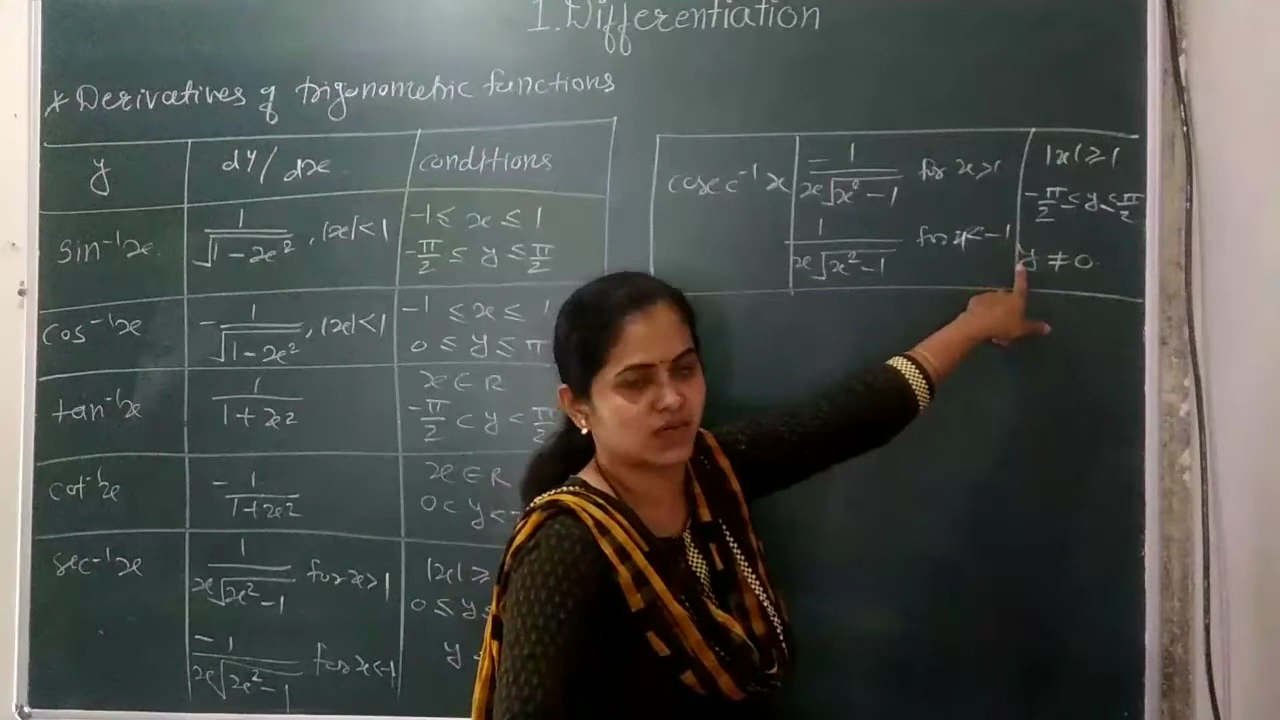 1. Differentiation
* Derivatives of trigonometric functions
y dy/dx conditions
sin⁻¹x 1/√(1-x²), |x|<1 -1 ≤ x ≤ 1
-π/2 ≤ y ≤ π/2
cos⁻¹x -1/√(1-x²), |x|<1 -1 ≤ x ≤ 1
0 ≤ y ≤ π
tan⁻¹x 1/(1+x²) x ∈ R
-π/2 < y < π/2
cot⁻¹x -1/(1+x²) x ∈ R
0 < y <
sec⁻¹x 1/(x√(x²-1)) for x>1 |x| ≥
0 ≤ y ≤
-1/(x√(x²-1)) for x<-1 y
cosec⁻¹x -1/(x√(x²-1)) for x>1 |x| ≥ 1
-π/2 ≤ y ≤ π/2
1/(x√(x²-1)) for x<-1 y ≠ 0